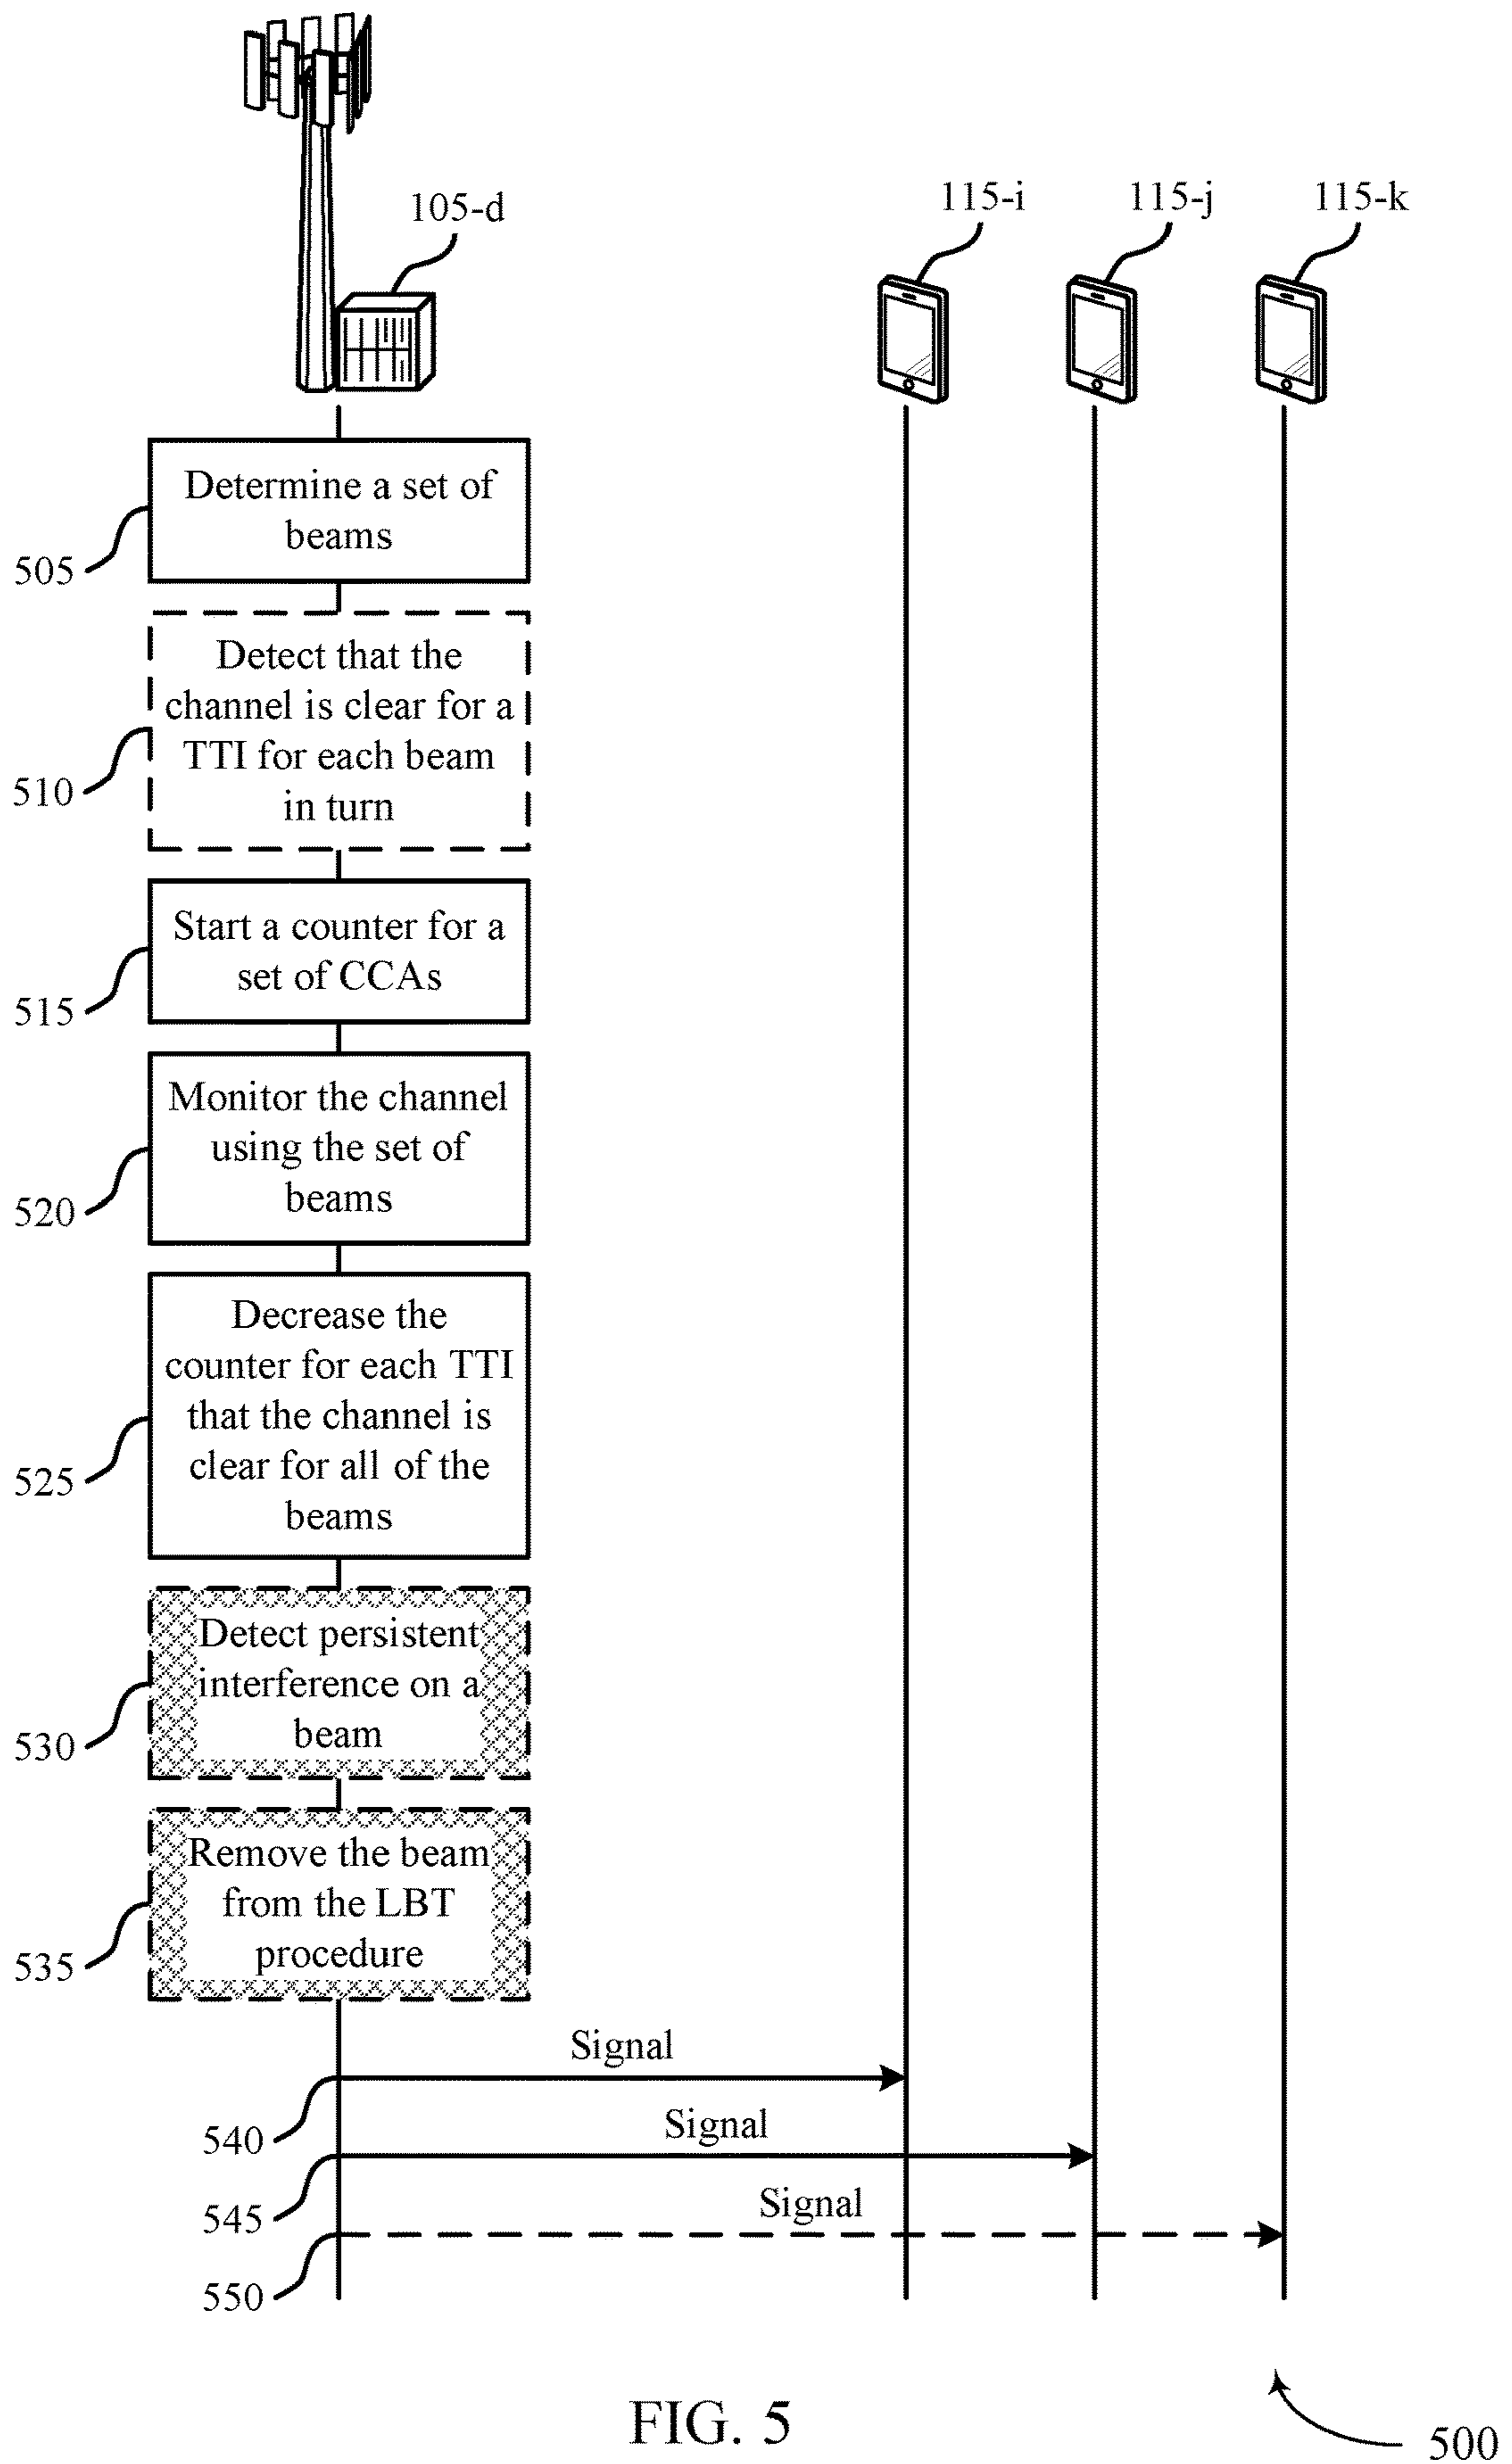 105-d
115-i
115-j
115-k
Determine a set of
beams
505
Detect that the
channel is clear for a
TTI for each beam
in turn
510
Start a counter for a
set of CCAs
515
Monitor the channel
using the set of
beams
520
Decrease the
counter for each TTI
that the channel is
clear for all of the
beams
525
Detect persistent
interference on a
beam
530
Remove the beam
from the LBT
procedure
535
Signal
540
Signal
545
Signal
550
FIG. 5
500